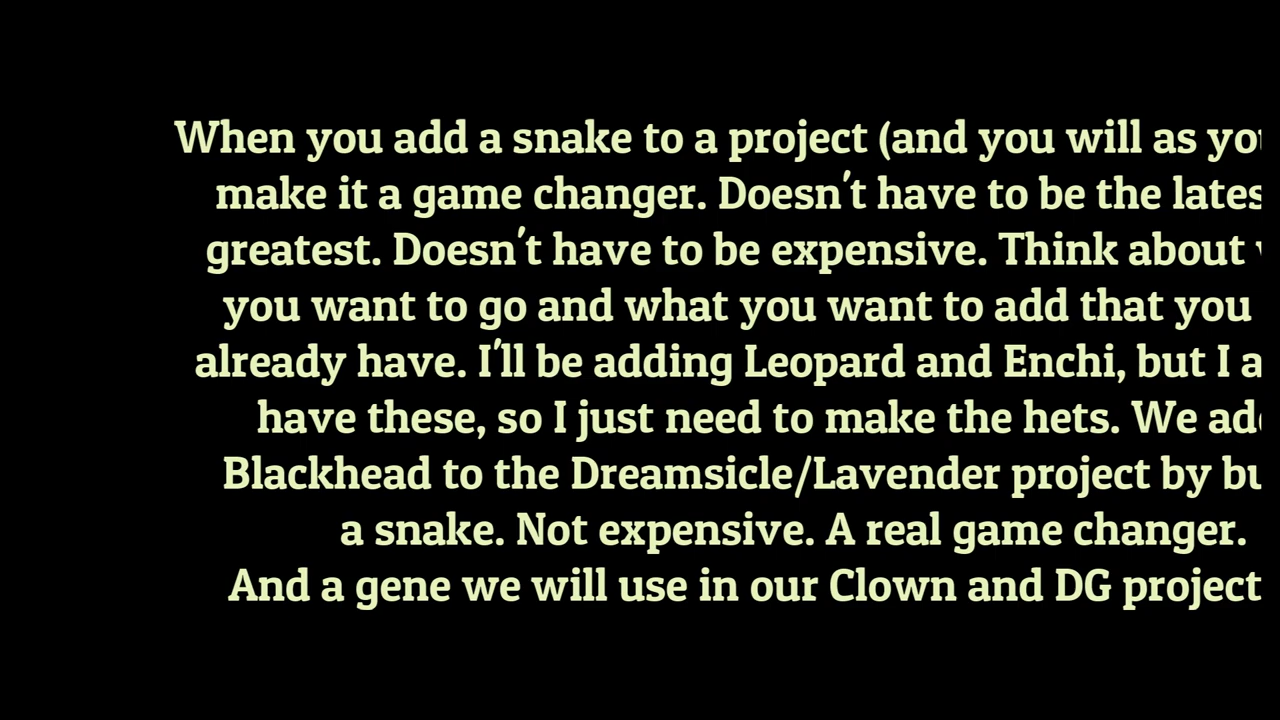 When you add a snake to a project (and you will as
make it a game changer. Doesn't have to be the
greatest. Doesn't have to be expensive. Think about
you want to go and what you want to add that you
already have. I'll be adding Leopard and Enchi, but I
have these, so I just need to make the hets. We
Blackhead to the Dreamsicle/Lavender project by
a snake. Not expensive. A real game changer.
And a gene we will use in our Clown and DG project